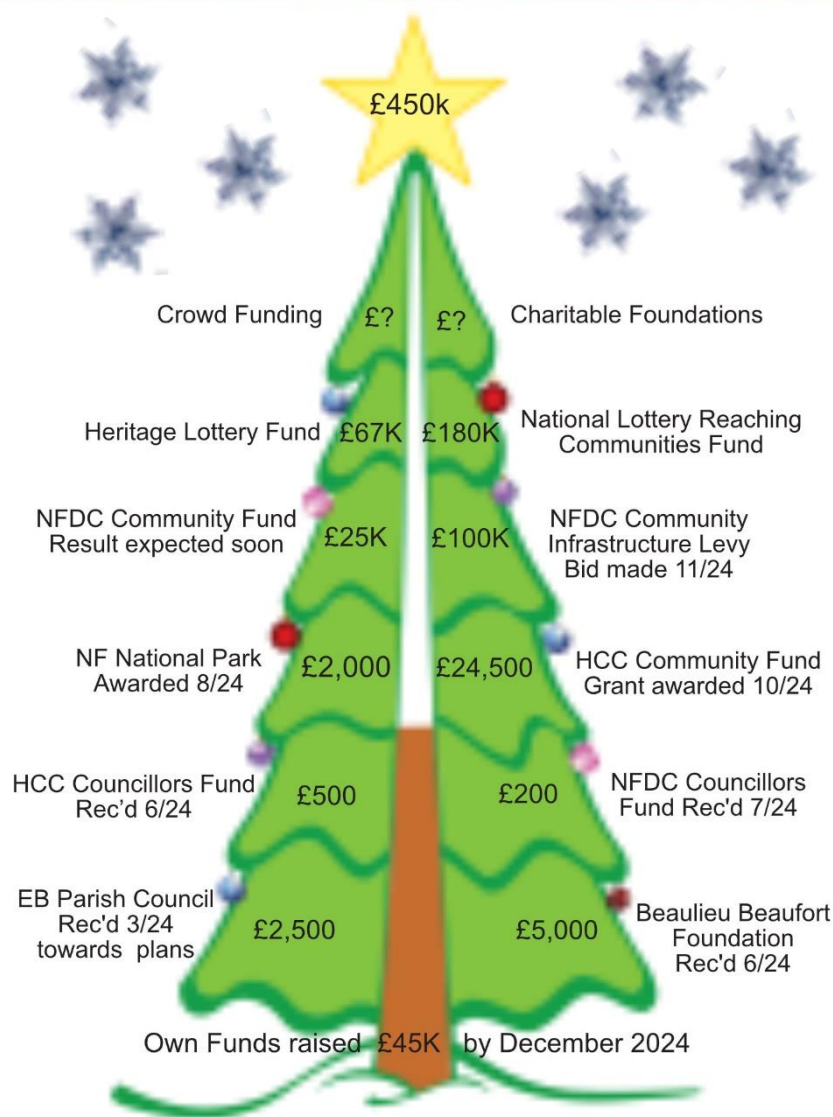 £450k
Crowd Funding £? £? Charitable Foundations
Heritage Lottery Fund £67K £180K National Lottery Reaching
Communities Fund
NFDC Community Fund
Result expected soon
£25K
£100K
NFDC Community
Infrastructure Levy
Bid made 11/24
NF National Park
Awarded 8/24
£2,000
£24,500
HCC Community Fund
Grant awarded 10/24
HCC Councillors Fund
Rec'd 6/24
£500
£200
NFDC Councillors
Fund Rec'd 7/24
EB Parish Council
Rec'd 3/24
towards plans
£2,500
£5,000
Beaulieu Beaufort
Foundation
Rec'd 6/24
Own Funds raised £45K by December 2024